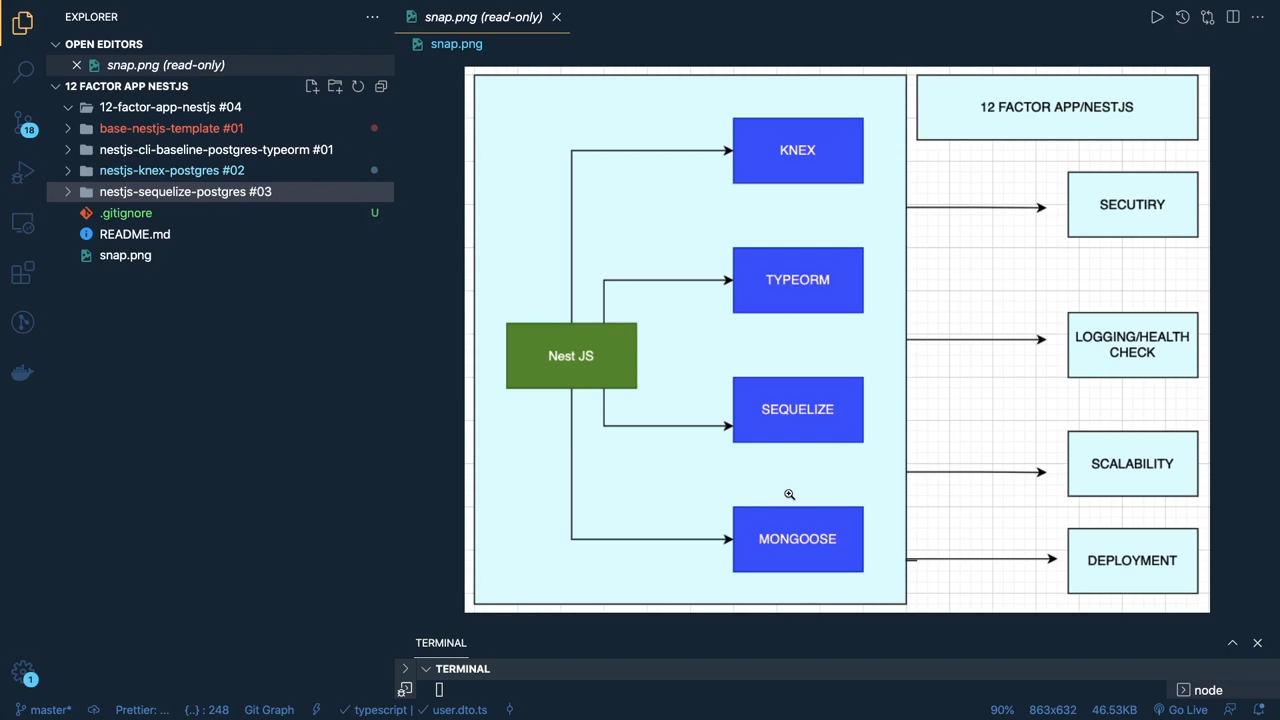 EXPLORER
snap.png (read-only)
snap.png
OPEN EDITORS
snap.png (read-only)
12 FACTOR APP NESTJS
12-factor-app-nestjs #04
base-nestjs-template #01
nestjs-cli-baseline-postgres-typeorm #01
nestjs-knex-postgres #02
nestjs-sequelize-postgres #03
.gitignore U
README.md
snap.png
18
1
12 FACTOR APP/NESTJS
KNEX
SECUTIRY
TYPEORM
LOGGING/HEALTH
CHECK
Nest JS
SEQUELIZE
SCALABILITY
MONGOOSE
DEPLOYMENT
TERMINAL
TERMINAL
node
master* Prettier: ... {..} : 248 Git Graph typescript | user.dto.ts 90% 863x632 46.53KB Go Live